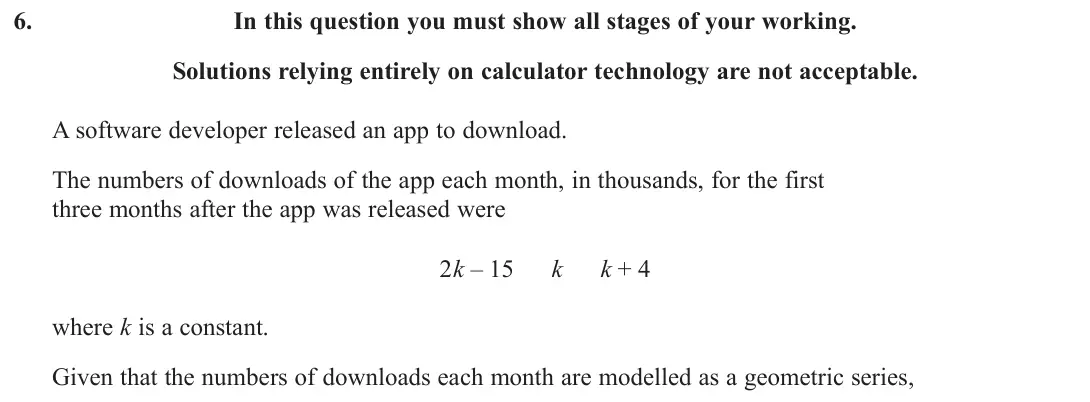 6. In this question you must show all stages of your working.
Solutions relying entirely on calculator technology are not acceptable.
A software developer released an app to download.
The numbers of downloads of the app each month, in thousands, for the first
three months after the app was released were
2k – 15 k k + 4
where k is a constant.
Given that the numbers of downloads each month are modelled as a geometric series,